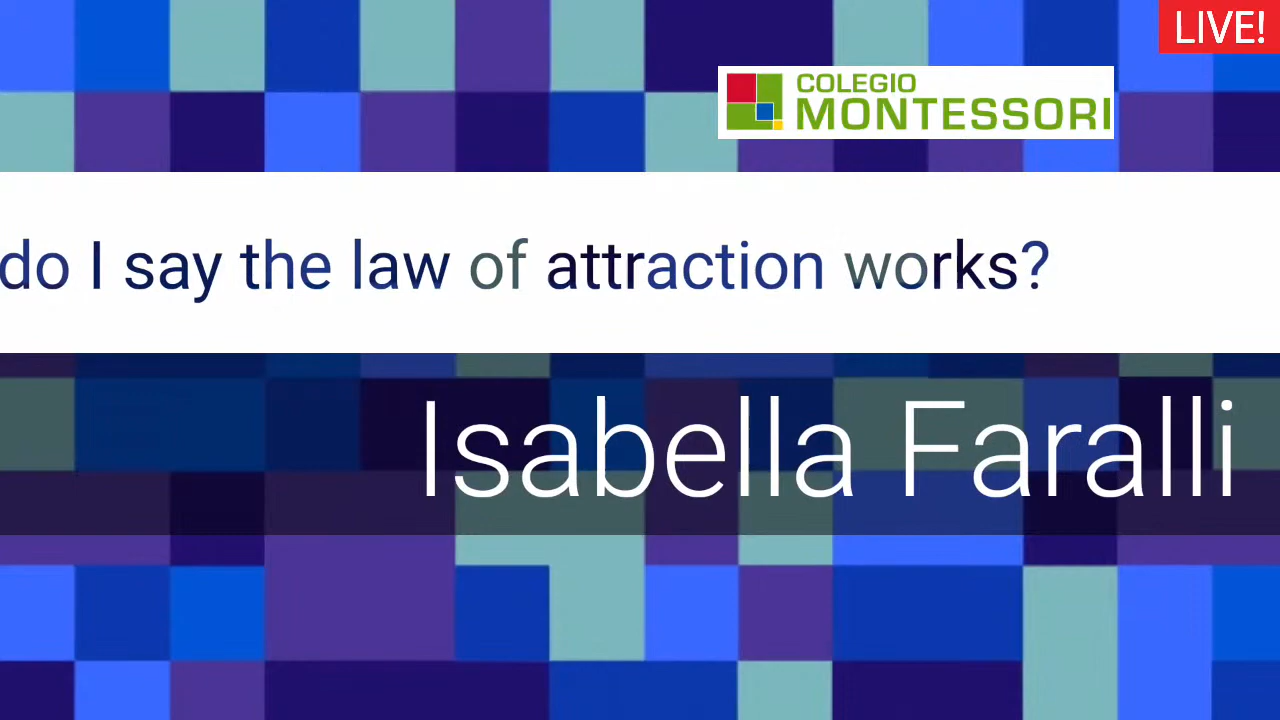 LIVE!
COLEGIO
MONTESSORI
do I say the law of attraction works?
Isabella Faralli